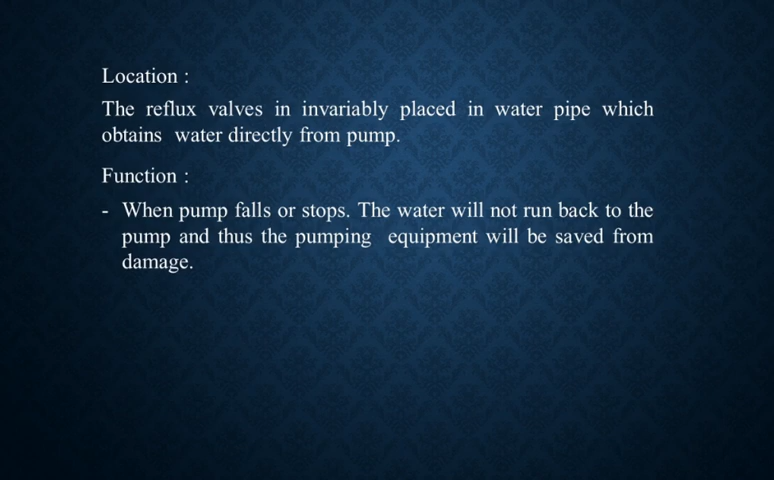 Location :
The reflux valves in invariably placed in water pipe which
obtains water directly from pump.
Function :
- When pump falls or stops. The water will not run back to the
pump and thus the pumping equipment will be saved from
damage.